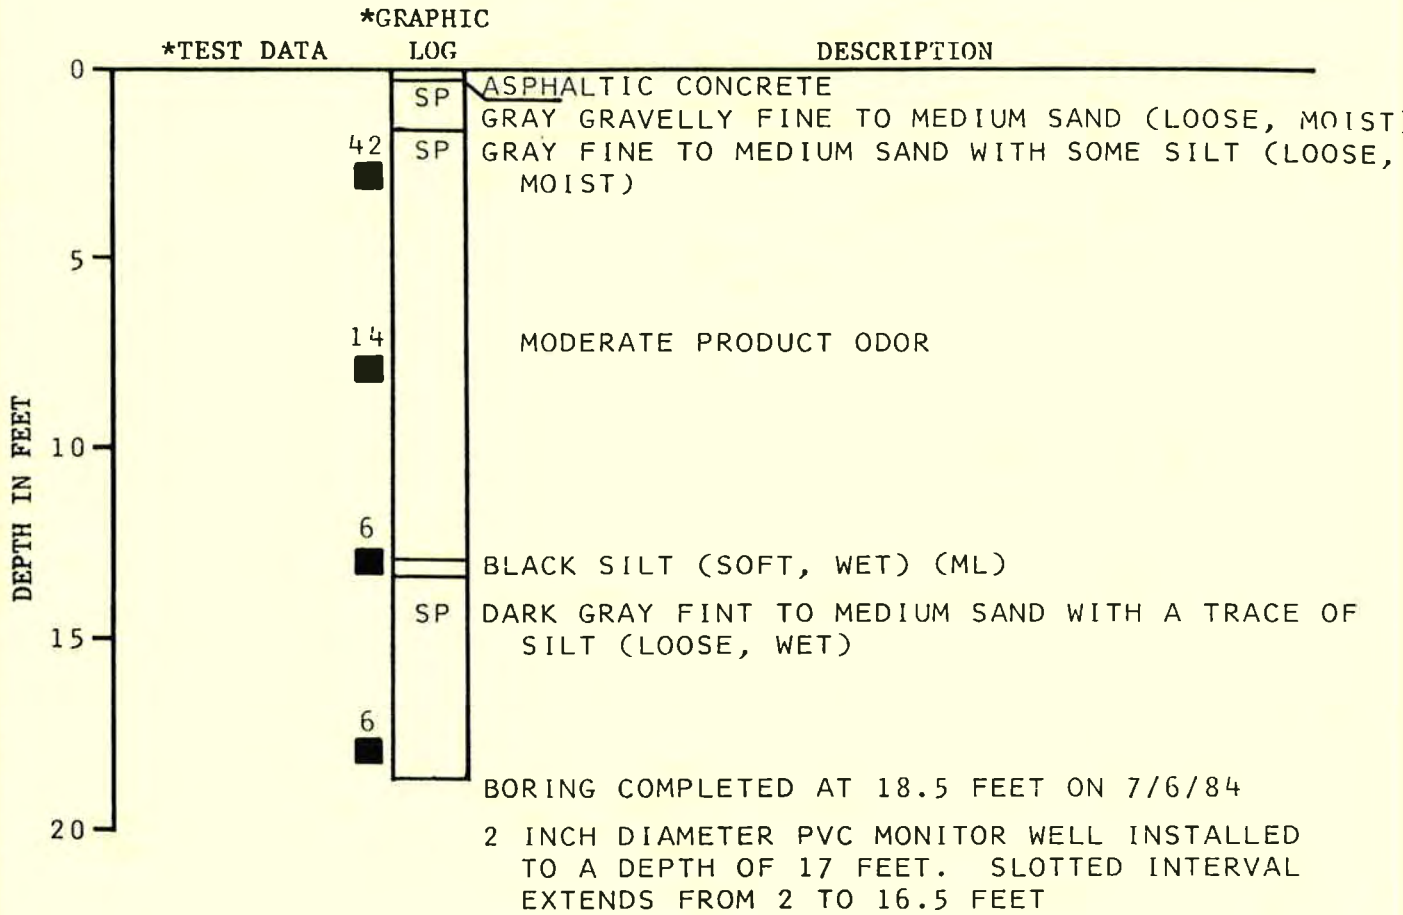 *GRAPHIC
*TEST DATA LOG DESCRIPTION
0
ASPHALTIC CONCRETE
SP
GRAY GRAVELLY FINE TO MEDIUM SAND (LOOSE, MOIST)
42
SP GRAY FINE TO MEDIUM SAND WITH SOME SILT (LOOSE,
MOIST)
5
14
MODERATE PRODUCT ODOR
DEPTH IN FEET
10
6
BLACK SILT (SOFT, WET) (ML)
SP DARK GRAY FINT TO MEDIUM SAND WITH A TRACE OF
15
SILT (LOOSE, WET)
6
BORING COMPLETED AT 18.5 FEET ON 7/6/84
20
2 INCH DIAMETER PVC MONITOR WELL INSTALLED
TO A DEPTH OF 17 FEET. SLOTTED INTERVAL
EXTENDS FROM 2 TO 16.5 FEET